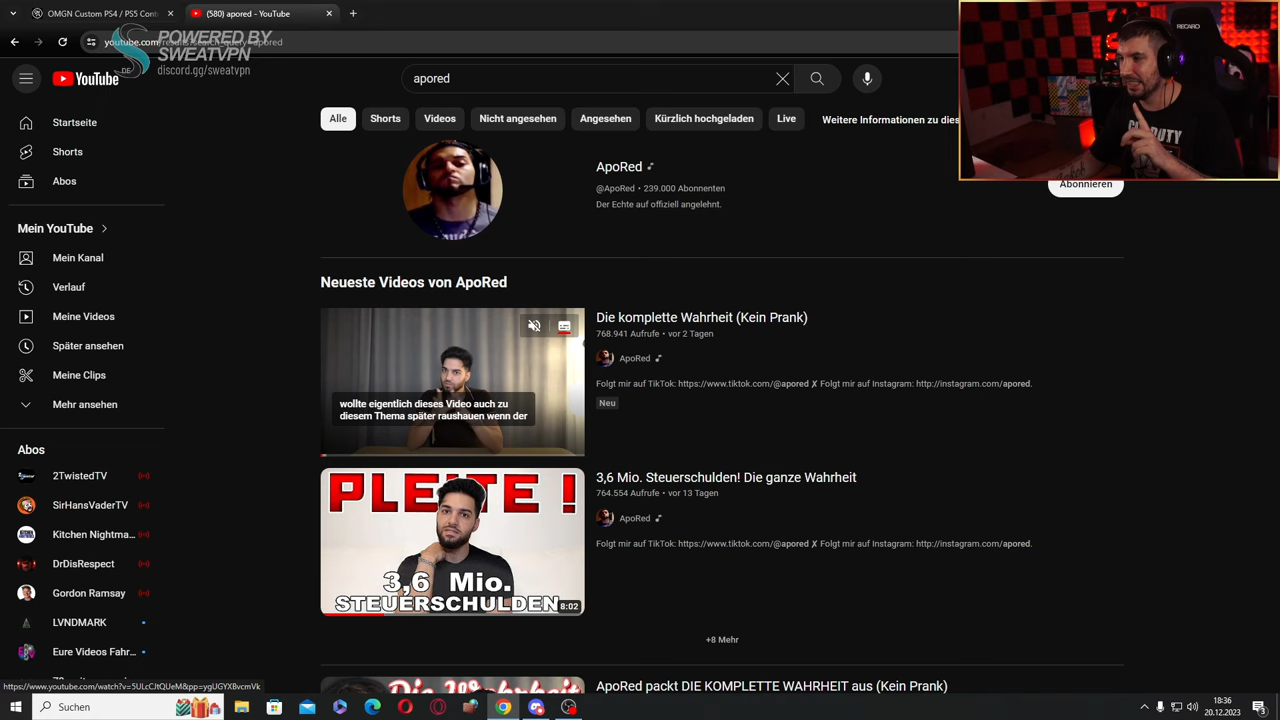 OMGN Custom PS4 / PS5 Cont
(580) apored - YouTube
youtube.com/results?search_query=apored
POWERED BY
SWEATVPN
discord.gg/sweatvpn
YouTube
DE
apored
RECARO
Alle
Shorts
Videos
Nicht angesehen
Angesehen
Kürzlich hochgeladen
Live
Weitere Informationen zu dies
Startseite
Shorts
Abos
Mein YouTube
Mein Kanal
Verlauf
Meine Videos
Später ansehen
Meine Clips
Mehr ansehen
Abos
2TwistedTV
SirHansVaderTV
Kitchen Nightma...
DrDisRespect
Gordon Ramsay
LVNDMARK
Eure Videos Fahr...
ApoRed
@ApoRed • 239.000 Abonnenten
Der Echte auf offiziell angelehnt.
Abonnieren
Neueste Videos von ApoRed
wollte eigentlich dieses Video auch zu
diesem Thema später raushauen wenn der
Die komplette Wahrheit (Kein Prank)
768.941 Aufrufe • vor 2 Tagen
ApoRed
Folgt mir auf TikTok: https://www.tiktok.com/@apored ✘ Folgt mir auf Instagram: http://instagram.com/apored.
Neu
PLEITE !
3,6 Mio.
STEUERSCHULDEN
8:02
3,6 Mio. Steuerschulden! Die ganze Wahrheit
764.554 Aufrufe • vor 13 Tagen
ApoRed
Folgt mir auf TikTok: https://www.tiktok.com/@apored ✘ Folgt mir auf Instagram: http://instagram.com/apored.
+8 Mehr
ApoRed packt DIE KOMPLETTE WAHRHEIT aus (Kein Prank)
https://www.youtube.com/watch?v=5ULcCJtQUeM&pp=ygUGYXBvcmVk
Suchen
18:36
20.12.2023